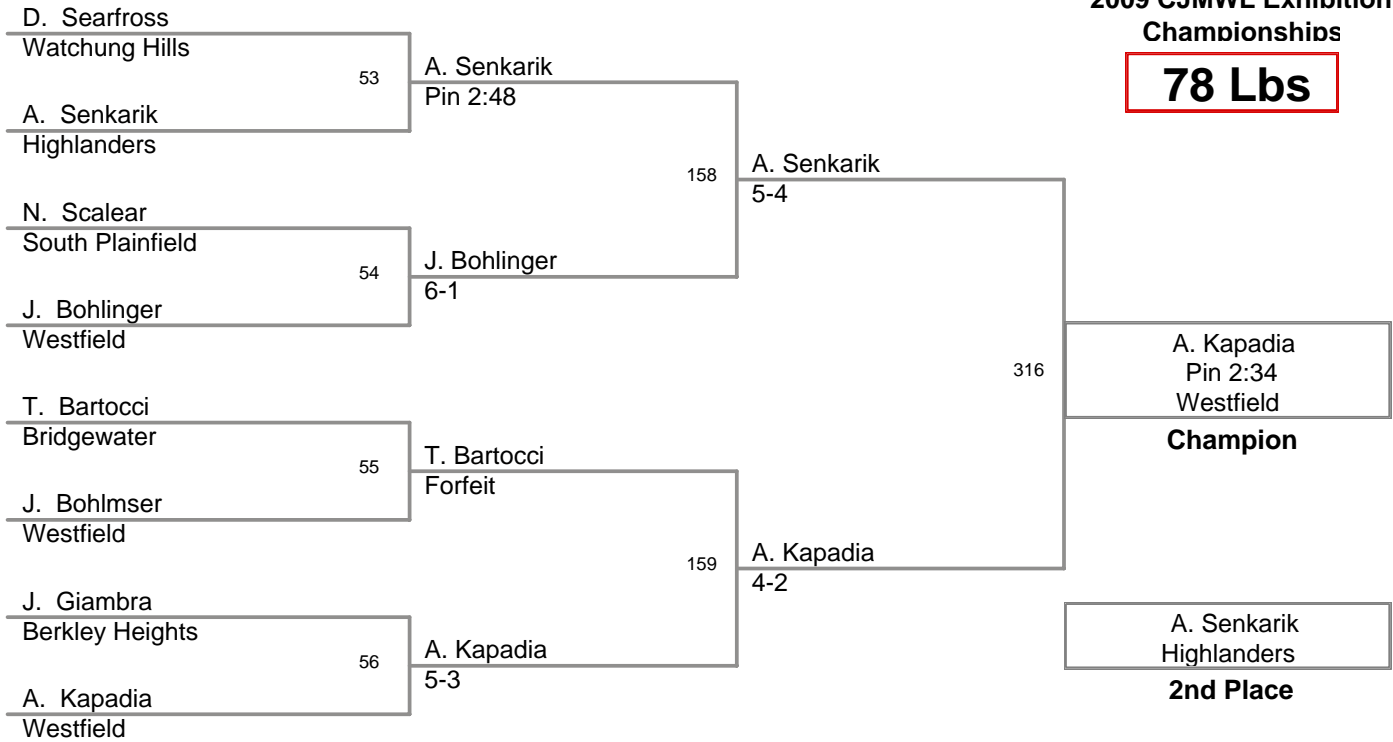 2009 CJMWL Exhibition
Championships
78 Lbs
D. Searfross
Watchung Hills
53
A. Senkarik
Highlanders
A. Senkarik
Pin 2:48
158
N. Scalear
South Plainfield
54
J. Bohlinger
Westfield
J. Bohlinger
6-1
A. Senkarik
5-4
316
T. Bartocci
Bridgewater
55
J. Bohlmser
Westfield
T. Bartocci
Forfeit
159
J. Giambra
Berkley Heights
56
A. Kapadia
Westfield
A. Kapadia
5-3
A. Kapadia
4-2
A. Kapadia
Pin 2:34
Westfield
Champion
A. Senkarik
Highlanders
2nd Place